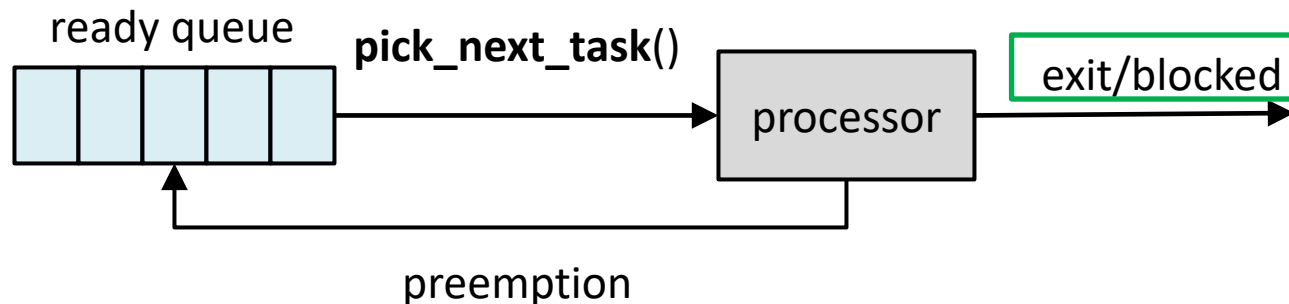 ready queue
pick_next_task()
exit/blocked
processor
preemption